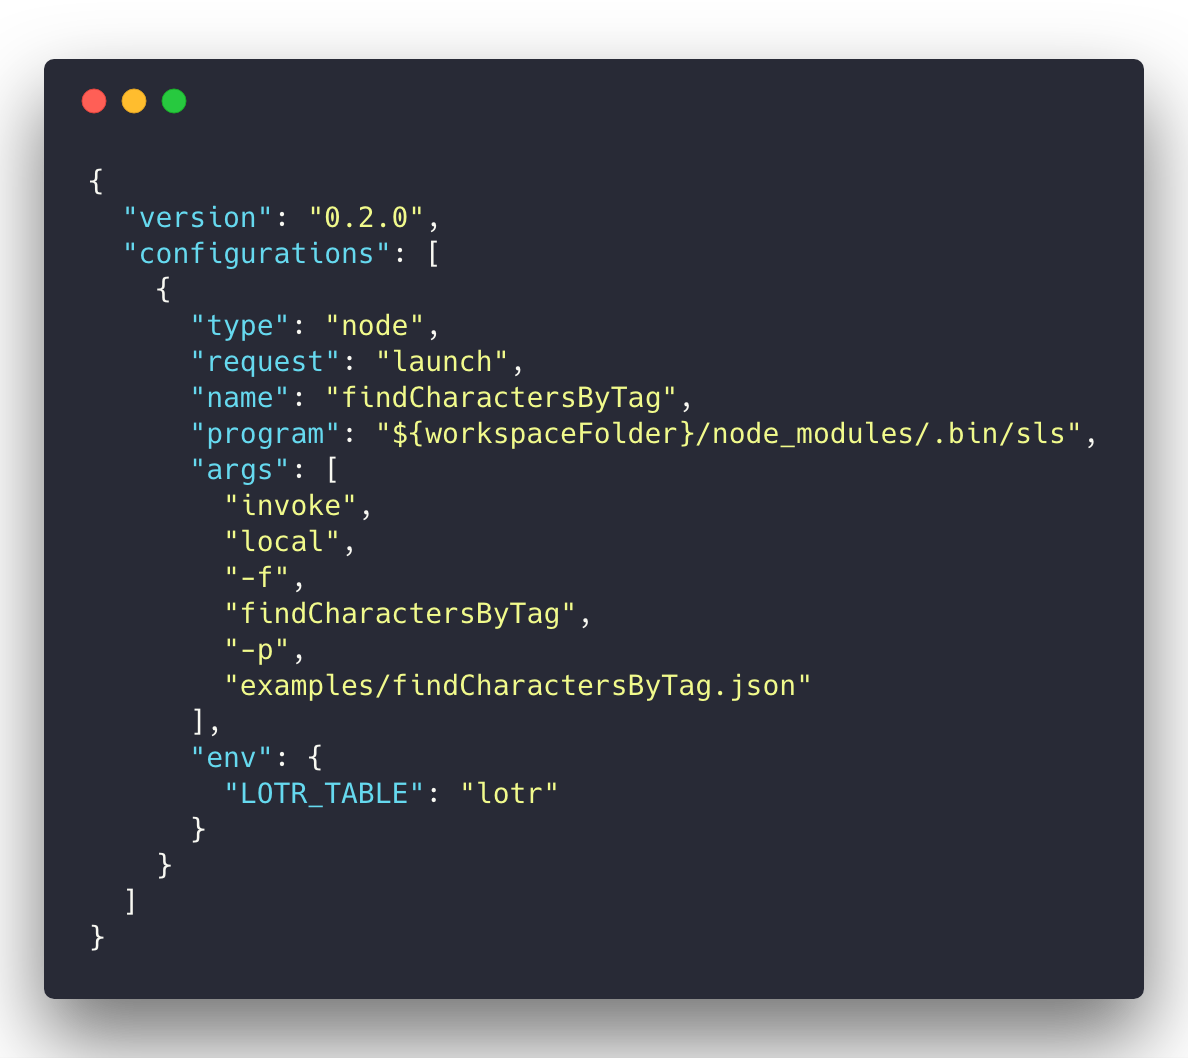 {
  "version": "0.2.0",
  "configurations": [
    {
      "type": "node",
      "request": "launch",
      "name": "findCharactersByTag",
      "program": "${workspaceFolder}/node_modules/.bin/sls",
      "args": [
        "invoke",
        "local",
        "-f",
        "findCharactersByTag",
        "-p",
        "examples/findCharactersByTag.json"
      ],
      "env": {
        "LOTR_TABLE": "lotr"
      }
    }
  ]
}